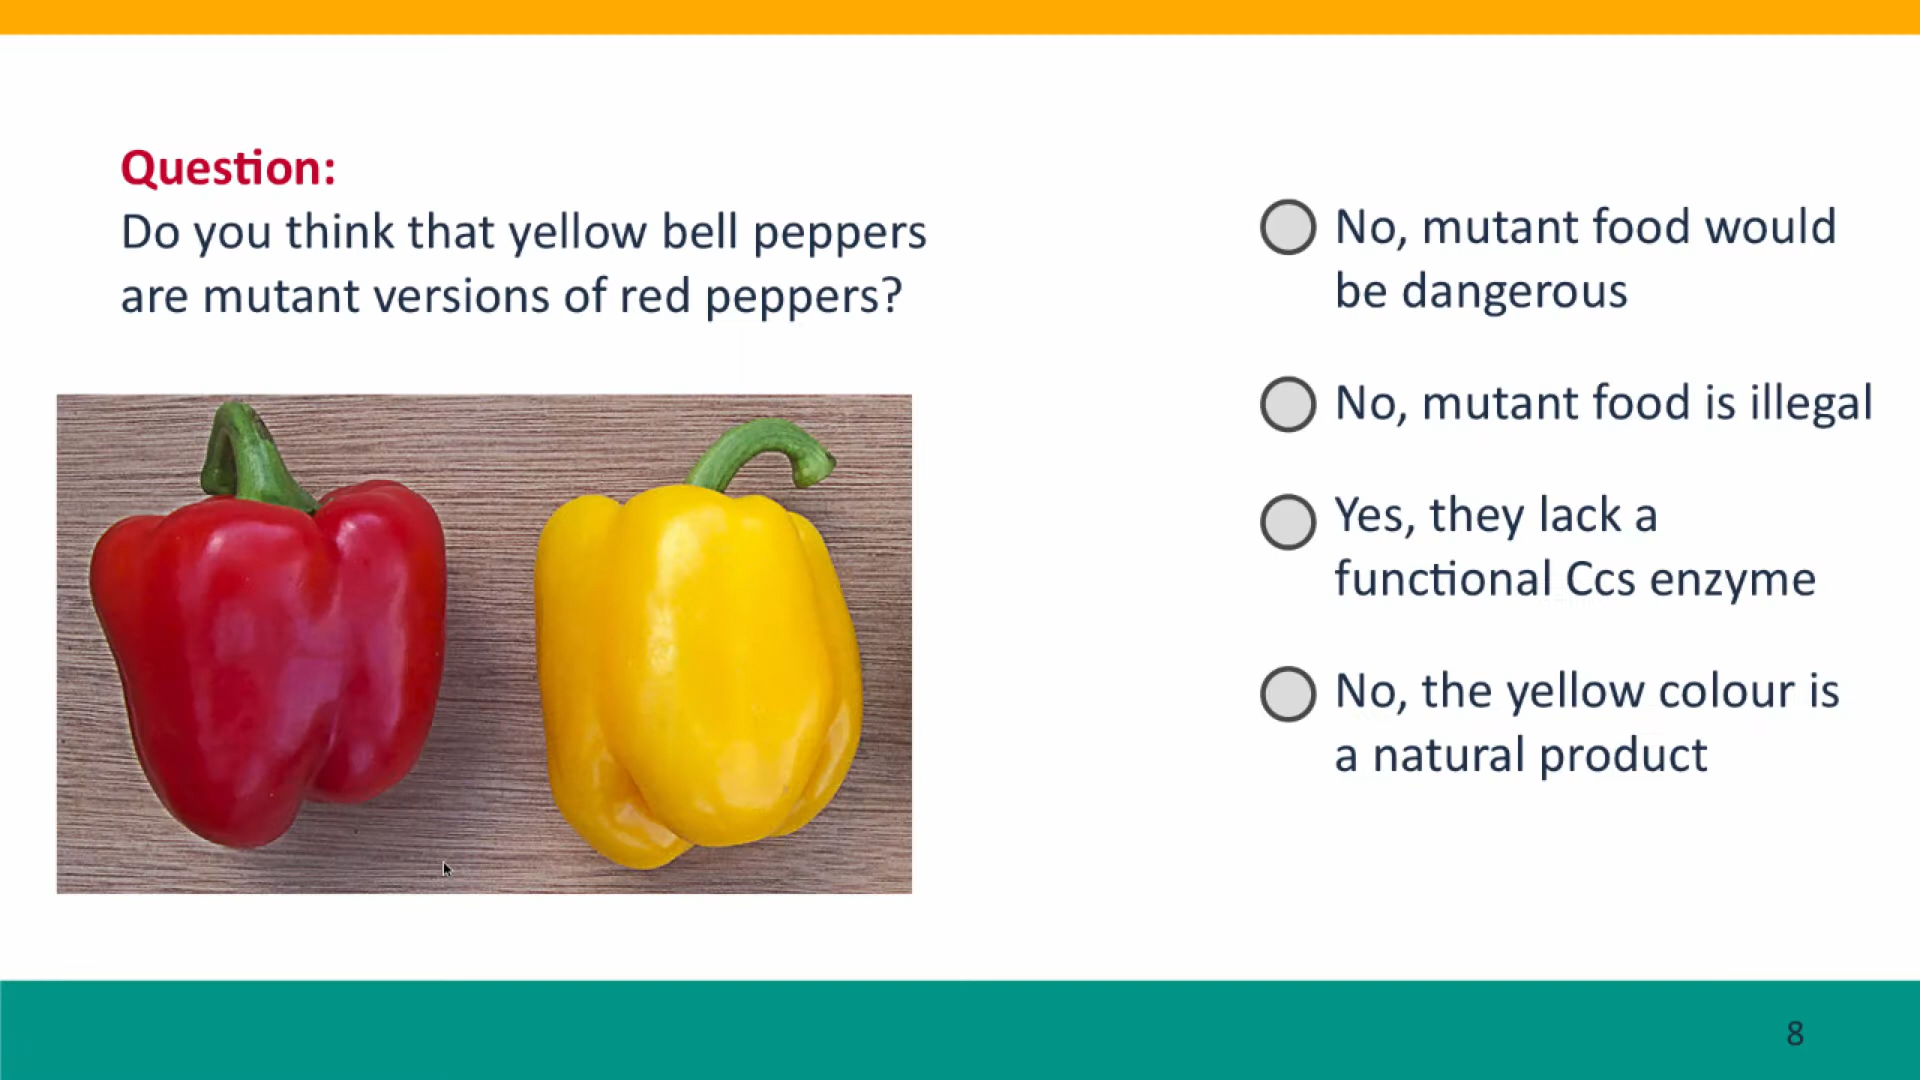 Question:
Do you think that yellow bell peppers
are mutant versions of red peppers?
No, mutant food would
be dangerous
No, mutant food is illegal
Yes, they lack a
functional Ccs enzyme
No, the yellow colour is
a natural product
8